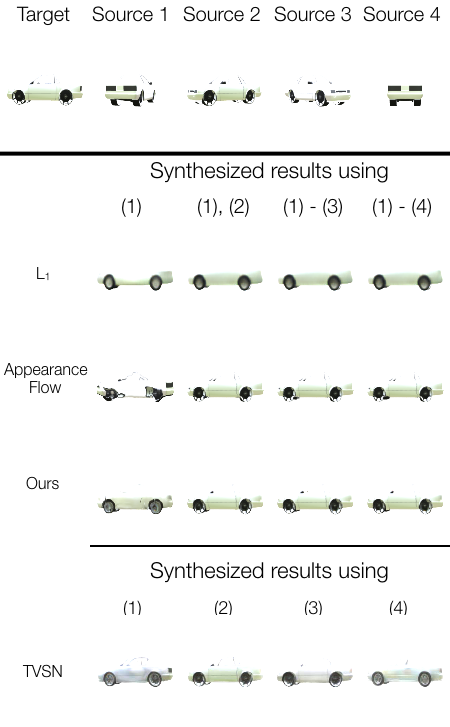 Target Source 1 Source 2 Source 3 Source 4
Synthesized results using
(1) (1), (2) (1) - (3) (1) - (4)
L₁
Appearance
Flow
Ours
Synthesized results using
(1) (2) (3) (4)
TVSN